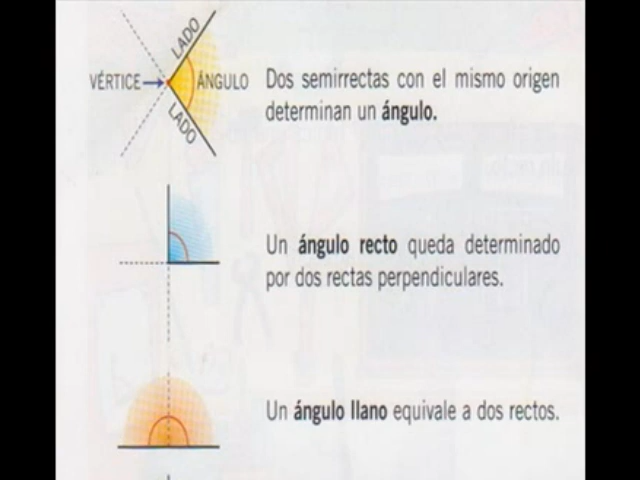 LADO
VÉRTICE
ÁNGULO
LADO
Dos semirrectas con el mismo origen
determinan un ángulo.
Un ángulo recto queda determinado
por dos rectas perpendiculares.
Un ángulo llano equivale a dos rectos.